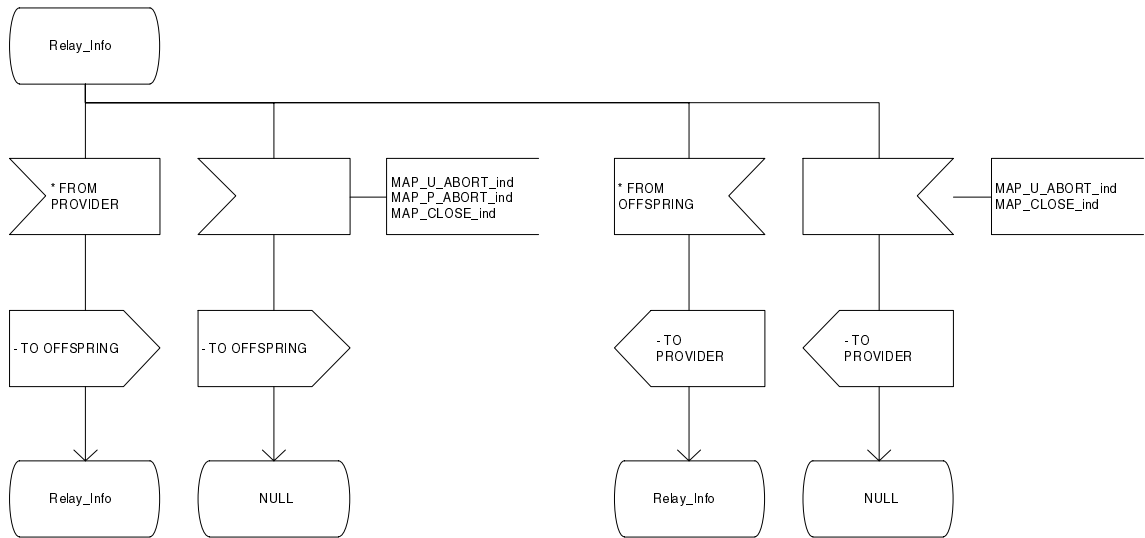 Relay_Info
* FROM
PROVIDER
MAP_U_ABORT_ind
MAP_P_ABORT_ind
MAP_CLOSE_ind
* FROM
OFFSPRING
MAP_U_ABORT_ind
MAP_CLOSE_ind
- TO OFFSPRING
- TO OFFSPRING
- TO
PROVIDER
- TO
PROVIDER
Relay_Info
NULL
Relay_Info
NULL